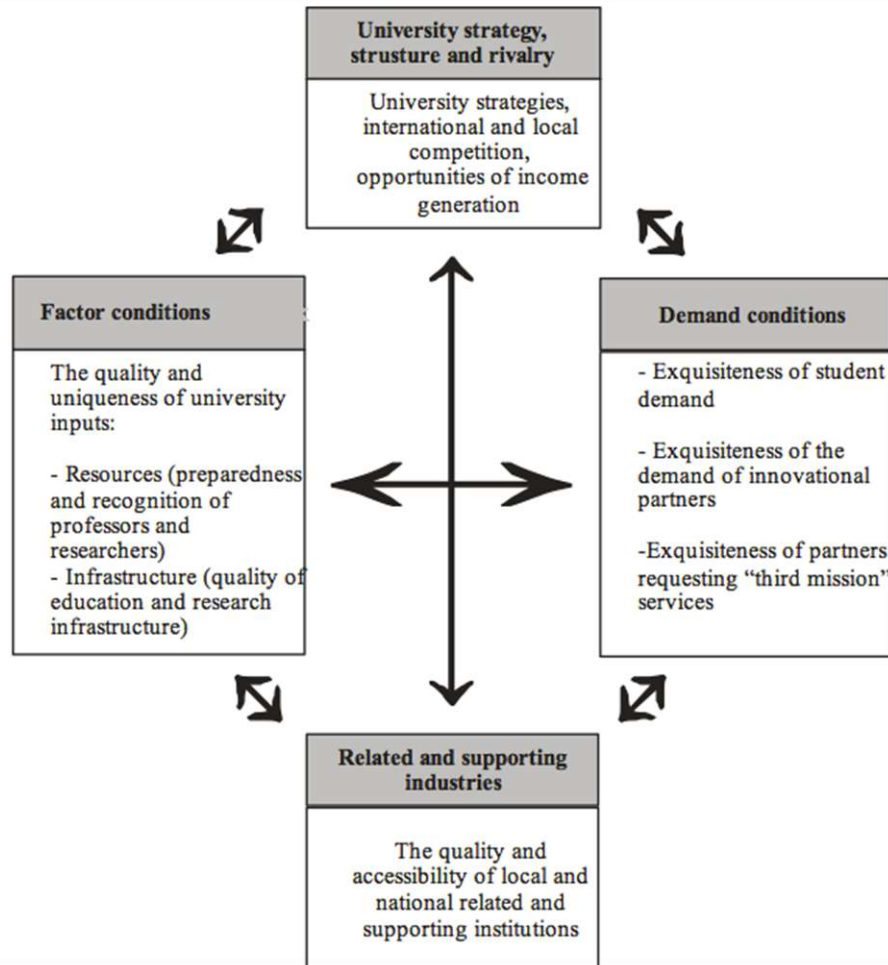 University strategy,
strusture and rivalry
University strategies,
international and local
competition,
opportunities of income
generation
Factor conditions
The quality and
uniqueness of university
inputs:
- Resources (preparedness
and recognition of
professors and
researchers)
- Infrastructure (quality of
education and research
infrastructure)
Demand conditions
- Exquisiteness of student
demand
- Exquisiteness of the
demand of innovational
partners
-Exquisiteness of partners
requesting “third mission”
services
Related and supporting
industries
The quality and
accessibility of local and
national related and
supporting institutions